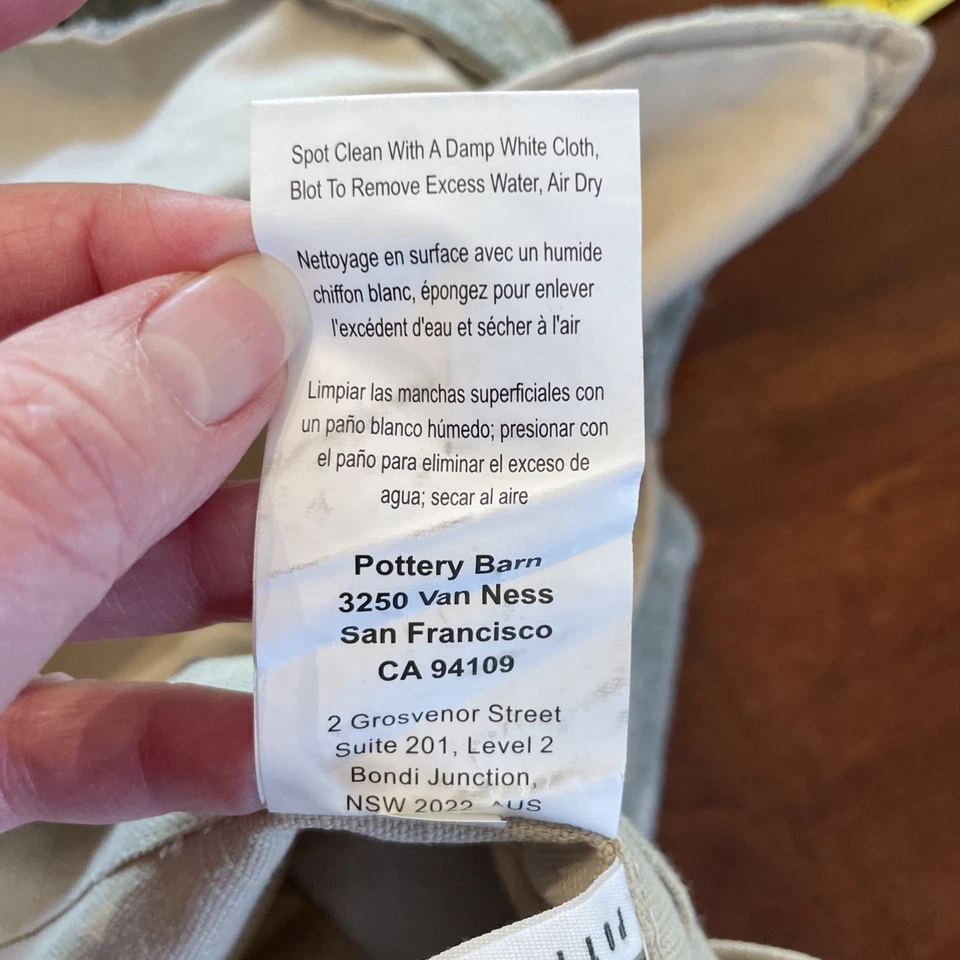 Spot Clean With A Damp White Cloth,
Blot To Remove Excess Water, Air Dry
Nettoyage en surface avec un humide
chiffon blanc, épongez pour enlever
l'excédent d'eau et sécher à l'air
Limpiar las manchas superficiales con
un paño blanco húmedo; presionar con
el paño para eliminar el exceso de
agua; secar al aire
Pottery Barn
3250 Van Ness
San Francisco
CA 94109
2 Grosvenor Street
Suite 201, Level 2
Bondi Junction,
NSW 2022 AUS